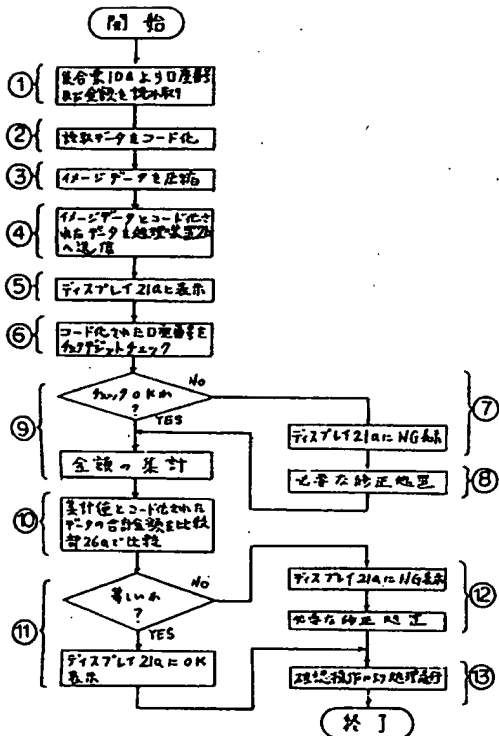 開 始
①
集合票10aより口座番号
及び金額を読み取り
②
読取データをコード化
③
イメージデータを圧縮
④
イメージデータとコード化さ
れたデータを処理装置26
へ送信
⑤
ディスプレイ21aに表示
⑥
コード化された口座番号を
チェックデジットチェック
⑨
チェックOKか
?
NO
YES
金額の集計
⑦
ディスプレイ21aにNG表示
⑧
必要な修正処置
⑩
集計値とコード化された
データの合計金額を比較
部26aで比較
⑪
等しいか
?
NO
YES
ディスプレイ21aにOK
表示
⑫
ディスプレイ21aにNG表示
必要な修正処置
⑬
確認操作により処理続行
終 了